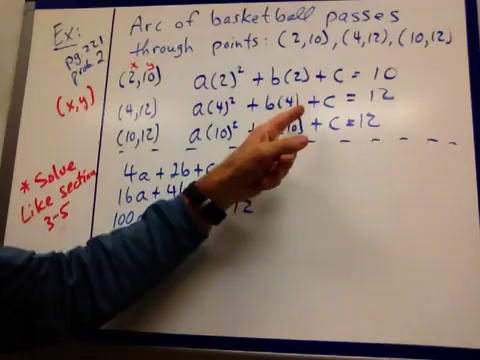 Ex:
pg 221
prob 2
(x,y)
* Solve
Like section
3-5
Arc of basketball passes
through points: (2,10), (4,12), (10,12)
x y
(2,10) a(2)² + b(2) + c = 10
(4,12) a(4)² + b(4) + c = 12
(10,12) a(10)² + 10) + c = 12
4a + 2b + c
16a + 4
100 12